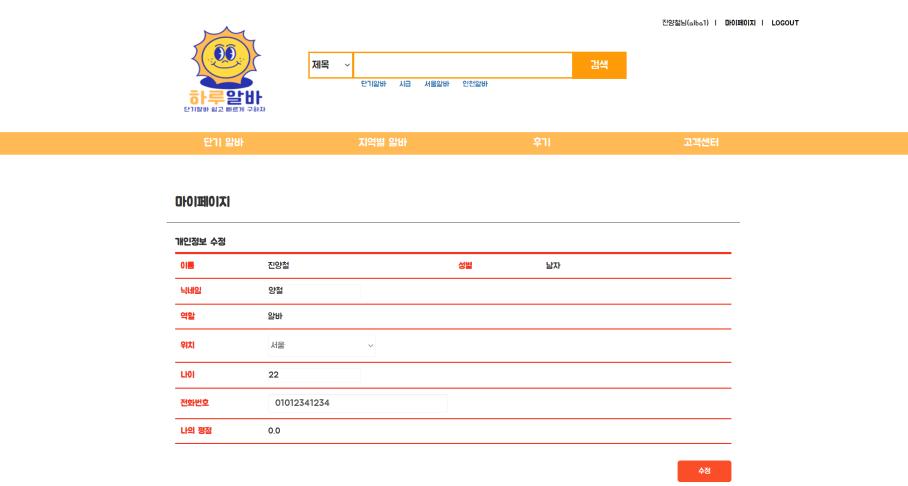 진양철님(alba1) | 마이페이지 | LOGOUT
제목 검색
단기알바 시급 서울알바 인천알바
하루알바
단기알바 쉽고 빠르게 구하자
단기 알바 지역별 알바 후기 고객센터
마이페이지
개인정보 수정
이름 진양철 성별 남자
닉네임 양철
역할 알바
위치 서울
나이 22
전화번호 01012341234
나의 평점 0.0
수정